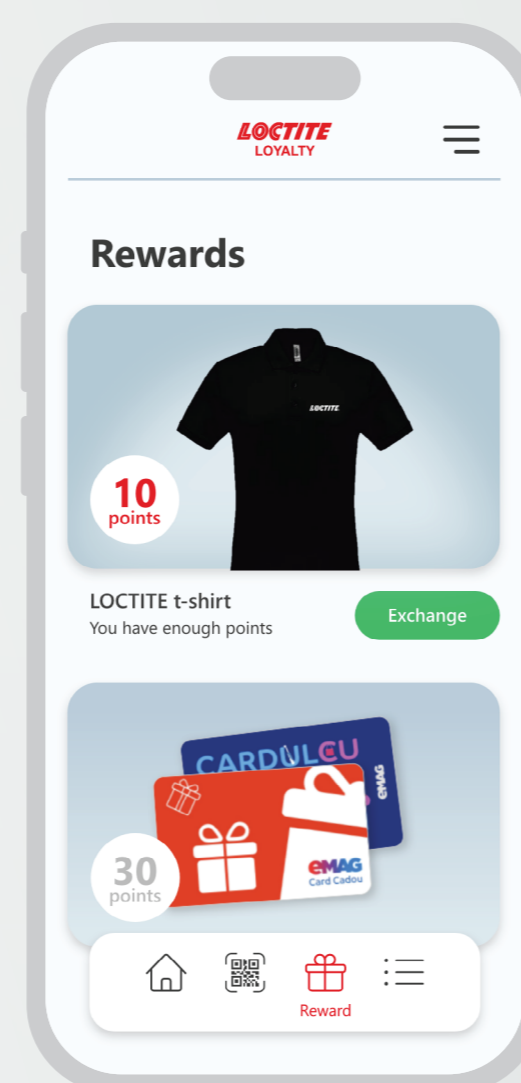 LOCTITE
LOYALTY
Rewards
LOCTITE
10
points
LOCTITE t-shirt
You have enough points
Exchange
CARDULCU
eMAG
eMAG
Card Cadou
30
points
Reward